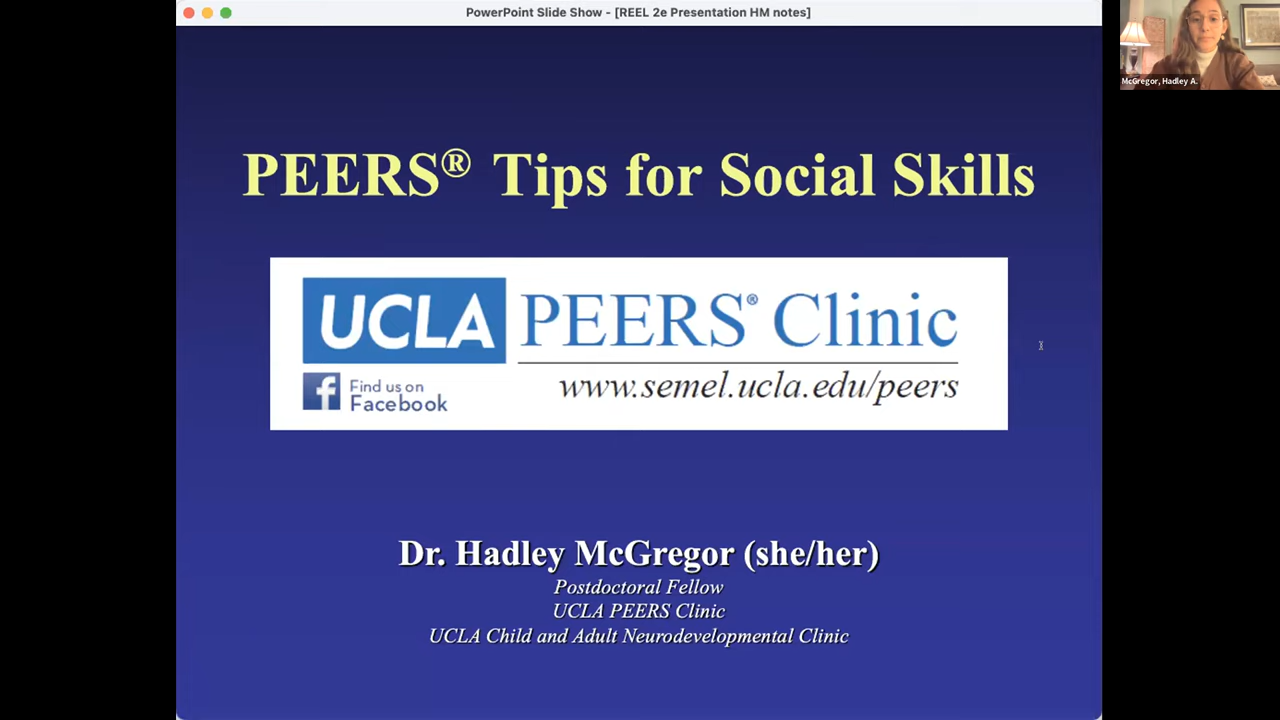 PowerPoint Slide Show - [REEL 2e Presentation HM notes]
McGregor, Hadley A.
PEERS® Tips for Social Skills
UCLA PEERS® Clinic
f Find us on
Facebook
www.semel.ucla.edu/peers
Dr. Hadley McGregor (she/her)
Postdoctoral Fellow
UCLA PEERS Clinic
UCLA Child and Adult Neurodevelopmental Clinic